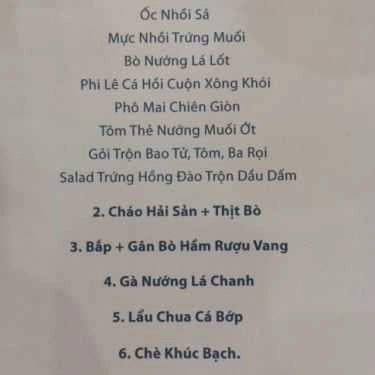 Ốc Nhồi Sả
Mực Nhồi Trứng Muối
Bò Nướng Lá Lốt
Phi Lê Cá Hồi Cuộn Xông Khói
Phô Mai Chiên Giòn
Tôm Thẻ Nướng Muối Ớt
Gỏi Trộn Bao Tử, Tôm, Ba Rọi
Salad Trứng Hồng Đào Trộn Dầu Dấm
2. Cháo Hải Sản + Thịt Bò
3. Bắp + Gân Bò Hầm Rượu Vang
4. Gà Nướng Lá Chanh
5. Lẩu Chua Cá Bớp
6. Chè Khúc Bạch.